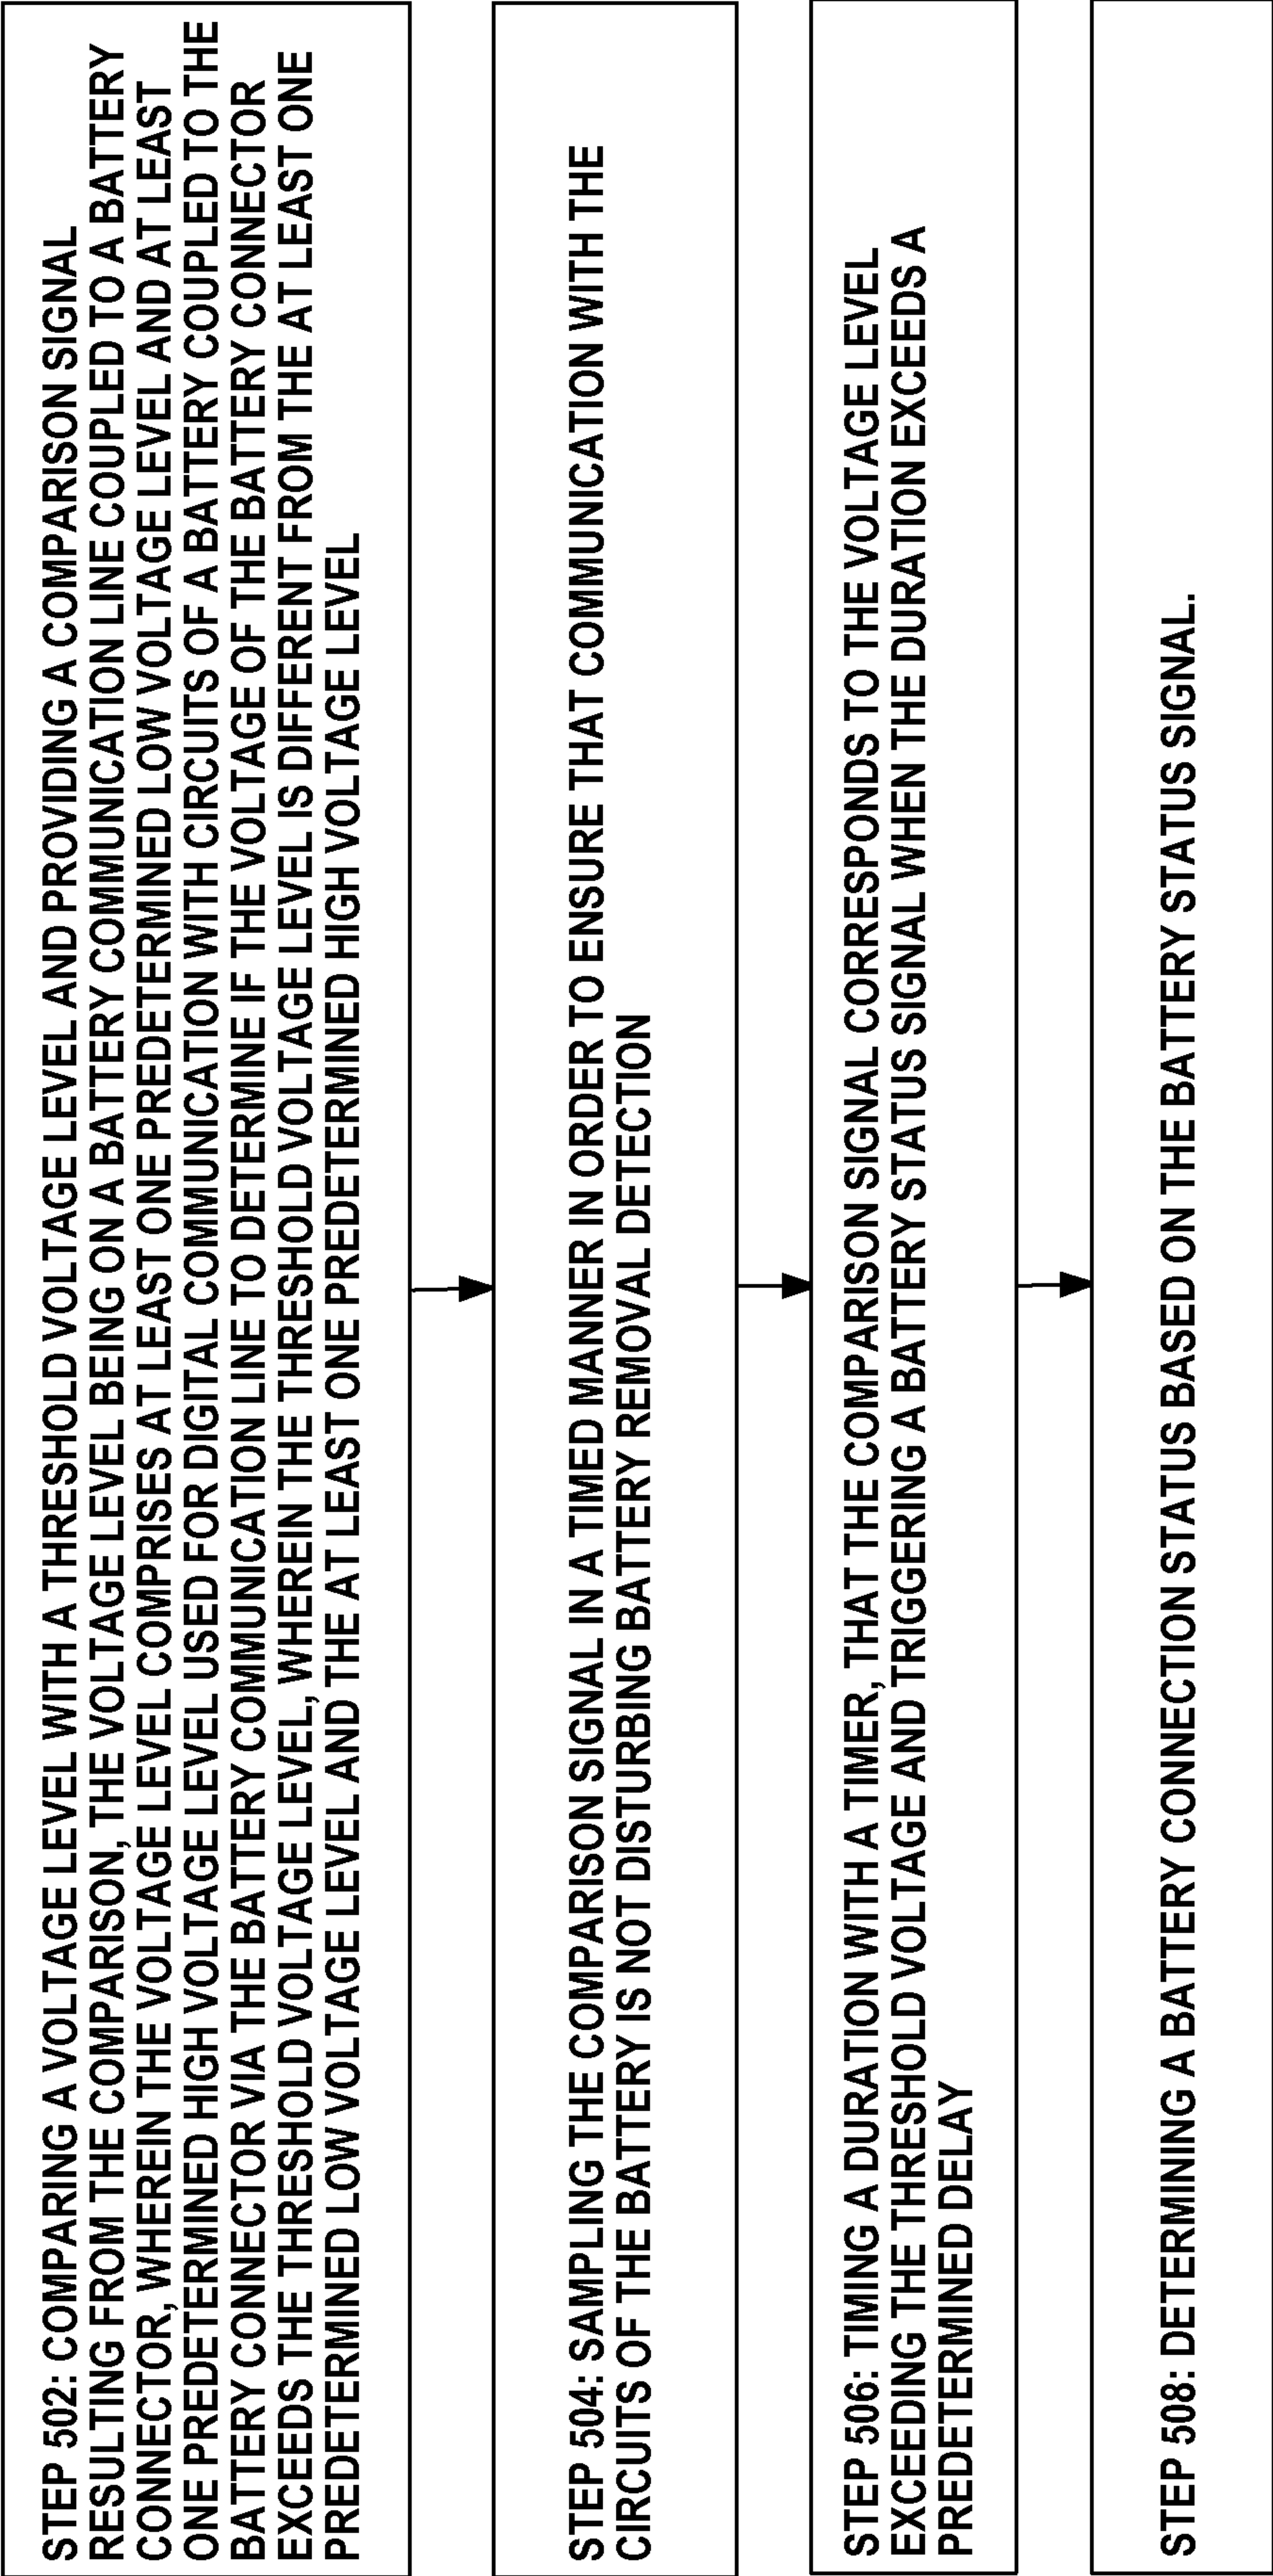 STEP 502: COMPARING A VOLTAGE LEVEL WITH A THRESHOLD VOLTAGE LEVEL AND PROVIDING A COMPARISON SIGNAL
RESULTING FROM THE COMPARISON, THE VOLTAGE LEVEL BEING ON A BATTERY COMMUNICATION LINE COUPLED TO A BATTERY
CONNECTOR, WHEREIN THE VOLTAGE LEVEL COMPRISES AT LEAST ONE PREDETERMINED LOW VOLTAGE LEVEL AND AT LEAST
ONE PREDETERMINED HIGH VOLTAGE LEVEL USED FOR DIGITAL COMMUNICATION WITH CIRCUITS OF A BATTERY COUPLED TO THE
BATTERY CONNECTOR VIA THE BATTERY COMMUNICATION LINE TO DETERMINE IF THE VOLTAGE OF THE BATTERY CONNECTOR
EXCEEDS THE THRESHOLD VOLTAGE LEVEL, WHEREIN THE THRESHOLD VOLTAGE LEVEL IS DIFFERENT FROM THE AT LEAST ONE
PREDETERMINED LOW VOLTAGE LEVEL AND THE AT LEAST ONE PREDETERMINED HIGH VOLTAGE LEVEL
STEP 504: SAMPLING THE COMPARISON SIGNAL IN A TIMED MANNER IN ORDER TO ENSURE THAT COMMUNICATION WITH THE
CIRCUITS OF THE BATTERY IS NOT DISTURBING BATTERY REMOVAL DETECTION
STEP 506: TIMING A DURATION WITH A TIMER, THAT THE COMPARISON SIGNAL CORRESPONDS TO THE VOLTAGE LEVEL
EXCEEDING THE THRESHOLD VOLTAGE AND TRIGGERING A BATTERY STATUS SIGNAL WHEN THE DURATION EXCEEDS A
PREDETERMINED DELAY
STEP 508: DETERMINING A BATTERY CONNECTION STATUS BASED ON THE BATTERY STATUS SIGNAL.